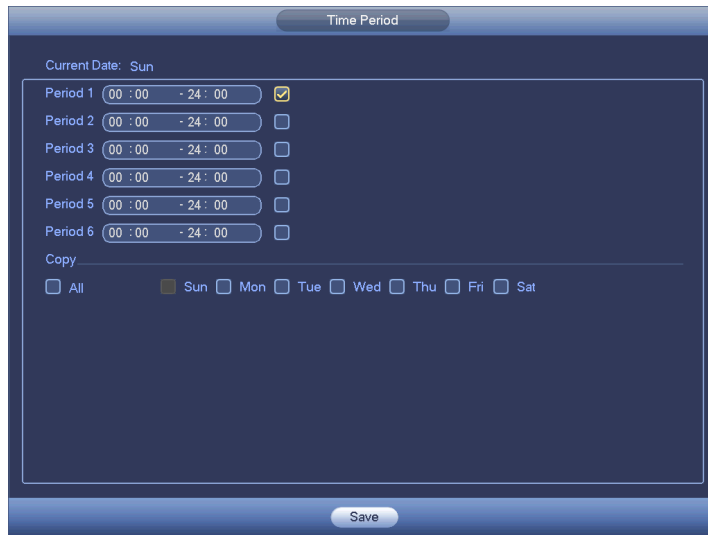 Time Period
Current Date: Sun
Period 1 00 :00 - 24 : 00
Period 2 00 :00 - 24 : 00
Period 3 00 :00 - 24 : 00
Period 4 00 :00 - 24 : 00
Period 5 00 :00 - 24 : 00
Period 6 00 :00 - 24 : 00
Copy
All Sun Mon Tue Wed Thu Fri Sat
Save